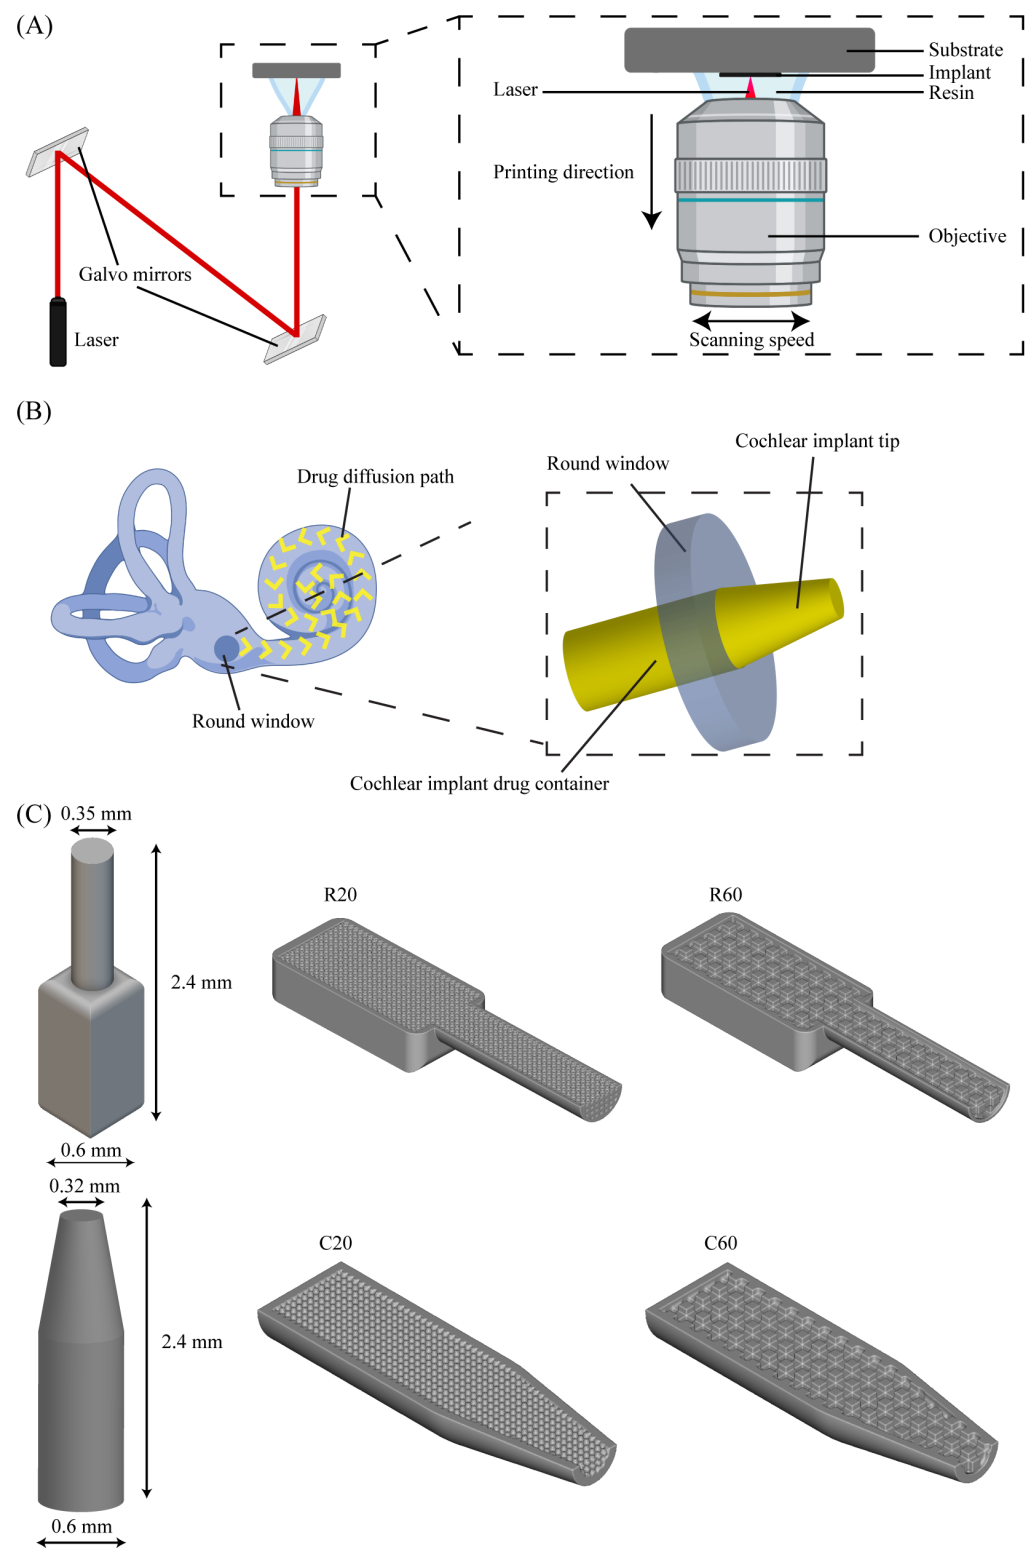 (A)
Substrate
Implant
Laser
Resin
Printing direction
Objective
Galvo mirrors
Laser
Scanning speed
(B)
Cochlear implant tip
Round window
Drug diffusion path
Round window
Cochlear implant drug container
(C)
0.35 mm
R20
R60
2.4 mm
0.6 mm
0.32 mm
C20
C60
2.4 mm
0.6 mm